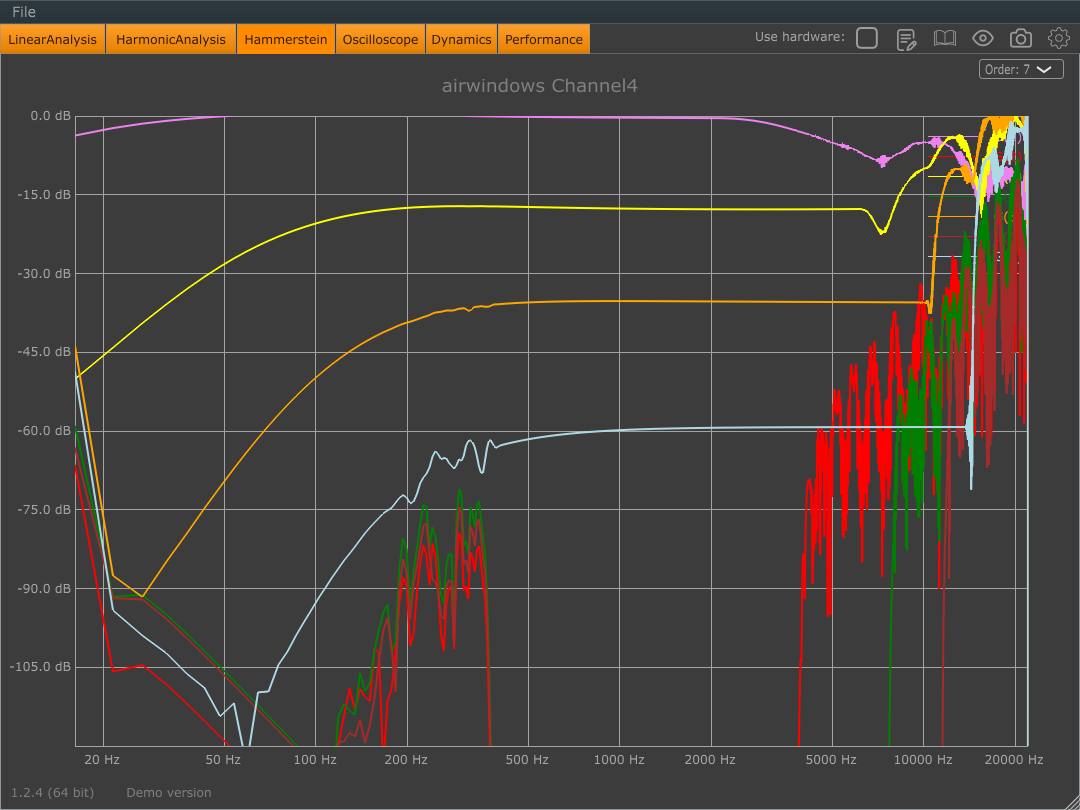 File
LinearAnalysis HarmonicAnalysis Hammerstein Oscilloscope Dynamics Performance Use hardware:
Order: 7
airwindows Channel4
0.0 dB
-15.0 dB
-30.0 dB
-45.0 dB
-60.0 dB
-75.0 dB
-90.0 dB
-105.0 dB
20 Hz 50 Hz 100 Hz 200 Hz 500 Hz 1000 Hz 2000 Hz 5000 Hz 10000 Hz 20000 Hz
1.2.4 (64 bit) Demo version